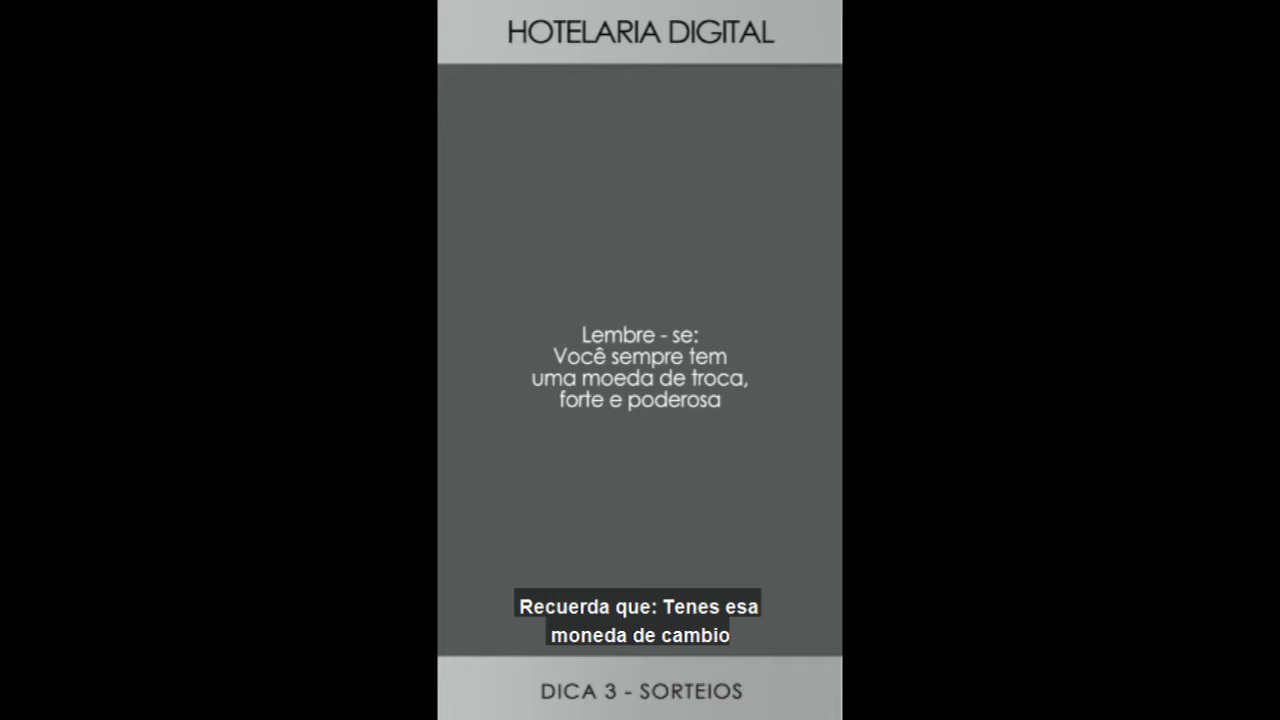 HOTELARIA DIGITAL
Lembre - se:
Você sempre tem
uma moeda de troca,
forte e poderosa
Recuerda que: Tenes esa
moneda de cambio
DICA 3 - SORTEIOS